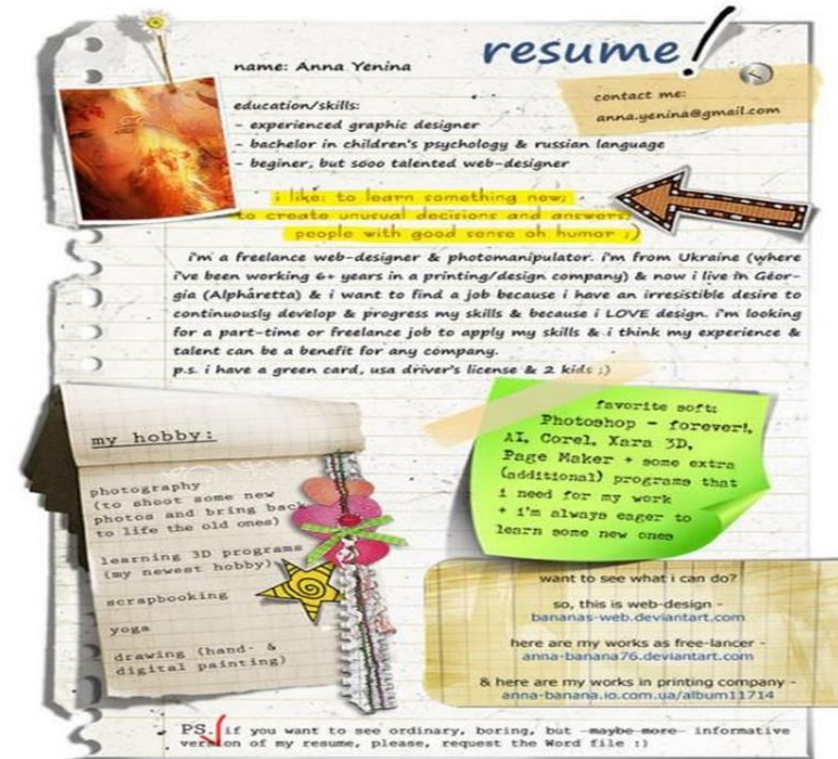 resume!
name: Anna Yenina
contact me:
anna.yenina@gmail.com
education/skills:
- experienced graphic designer
- bachelor in children's psychology & russian language
- beginer, but sooo talented web-designer
i like: to learn something new;
to create unusual decisions and answers;
people with good sense oh humor ;)
i'm a freelance web-designer & photomanipulator. i'm from Ukraine (where
i've been working 6+ years in a printing/design company) & now i live in Geor-
gia (Alpharetta) & i want to find a job because i have an irresistible desire to
continuously develop & progress my skills & because i LOVE design. i'm looking
for a part-time or freelance job to apply my skills & i think my experience &
talent can be a benefit for any company.
p.s. i have a green card, usa driver's license & 2 kids ;)
my hobby:
photography
(to shoot some new
photos and bring back
to life the old ones)
learning 3D programs
(my newest hobby)
scrapbooking
yoga
drawing (hand- &
digital painting)
favorite soft:
Photoshop - forever!,
AI, Corel, Xara 3D,
Page Maker + some extra
(additional) programs that
i need for my work
+ i'm always eager to
learn some new ones
want to see what i can do?
so, this is web-design -
bananas-web.deviantart.com
here are my works as free-lancer -
anna-banana76.deviantart.com
& here are my works in printing company -
anna-banana.io.com.ua/album11714
PS. if you want to see ordinary, boring, but maybe more informative
version of my resume, please, request the Word file :)